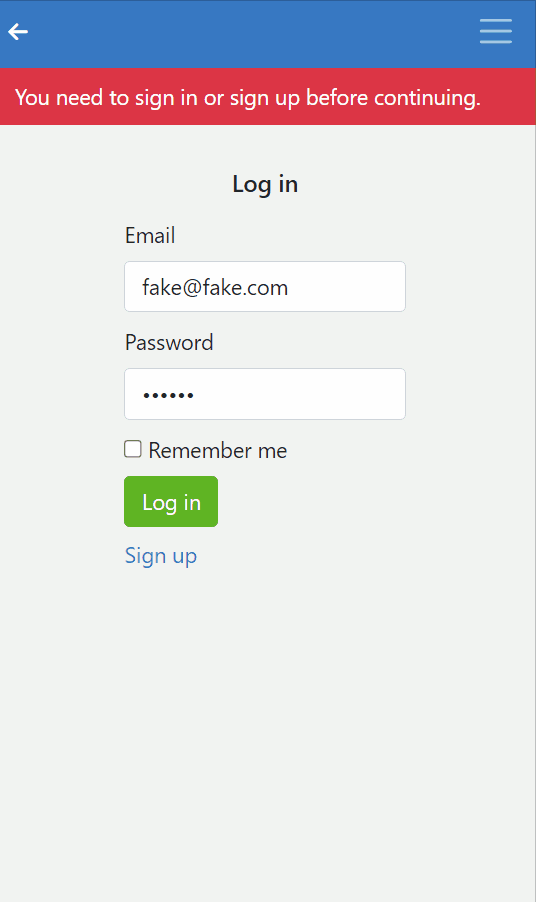 You need to sign in or sign up before continuing.
Log in
Email
fake@fake.com
Password
••••••
Remember me
Log in
Sign up